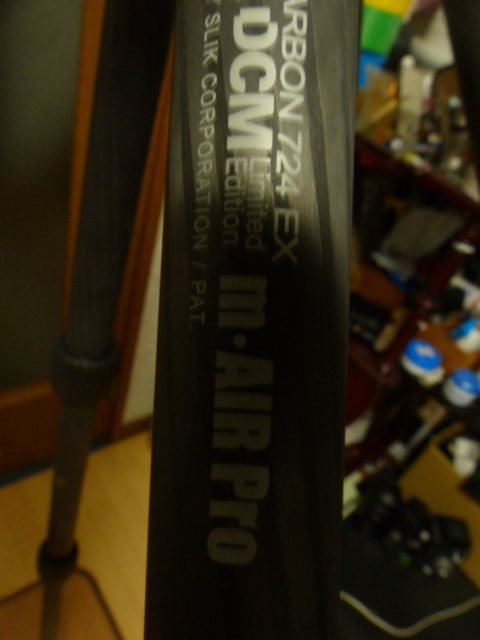 ARBON 724 EX
DCM Limited Edition m·AIR Pro
SLIK CORPORATION / PAT.